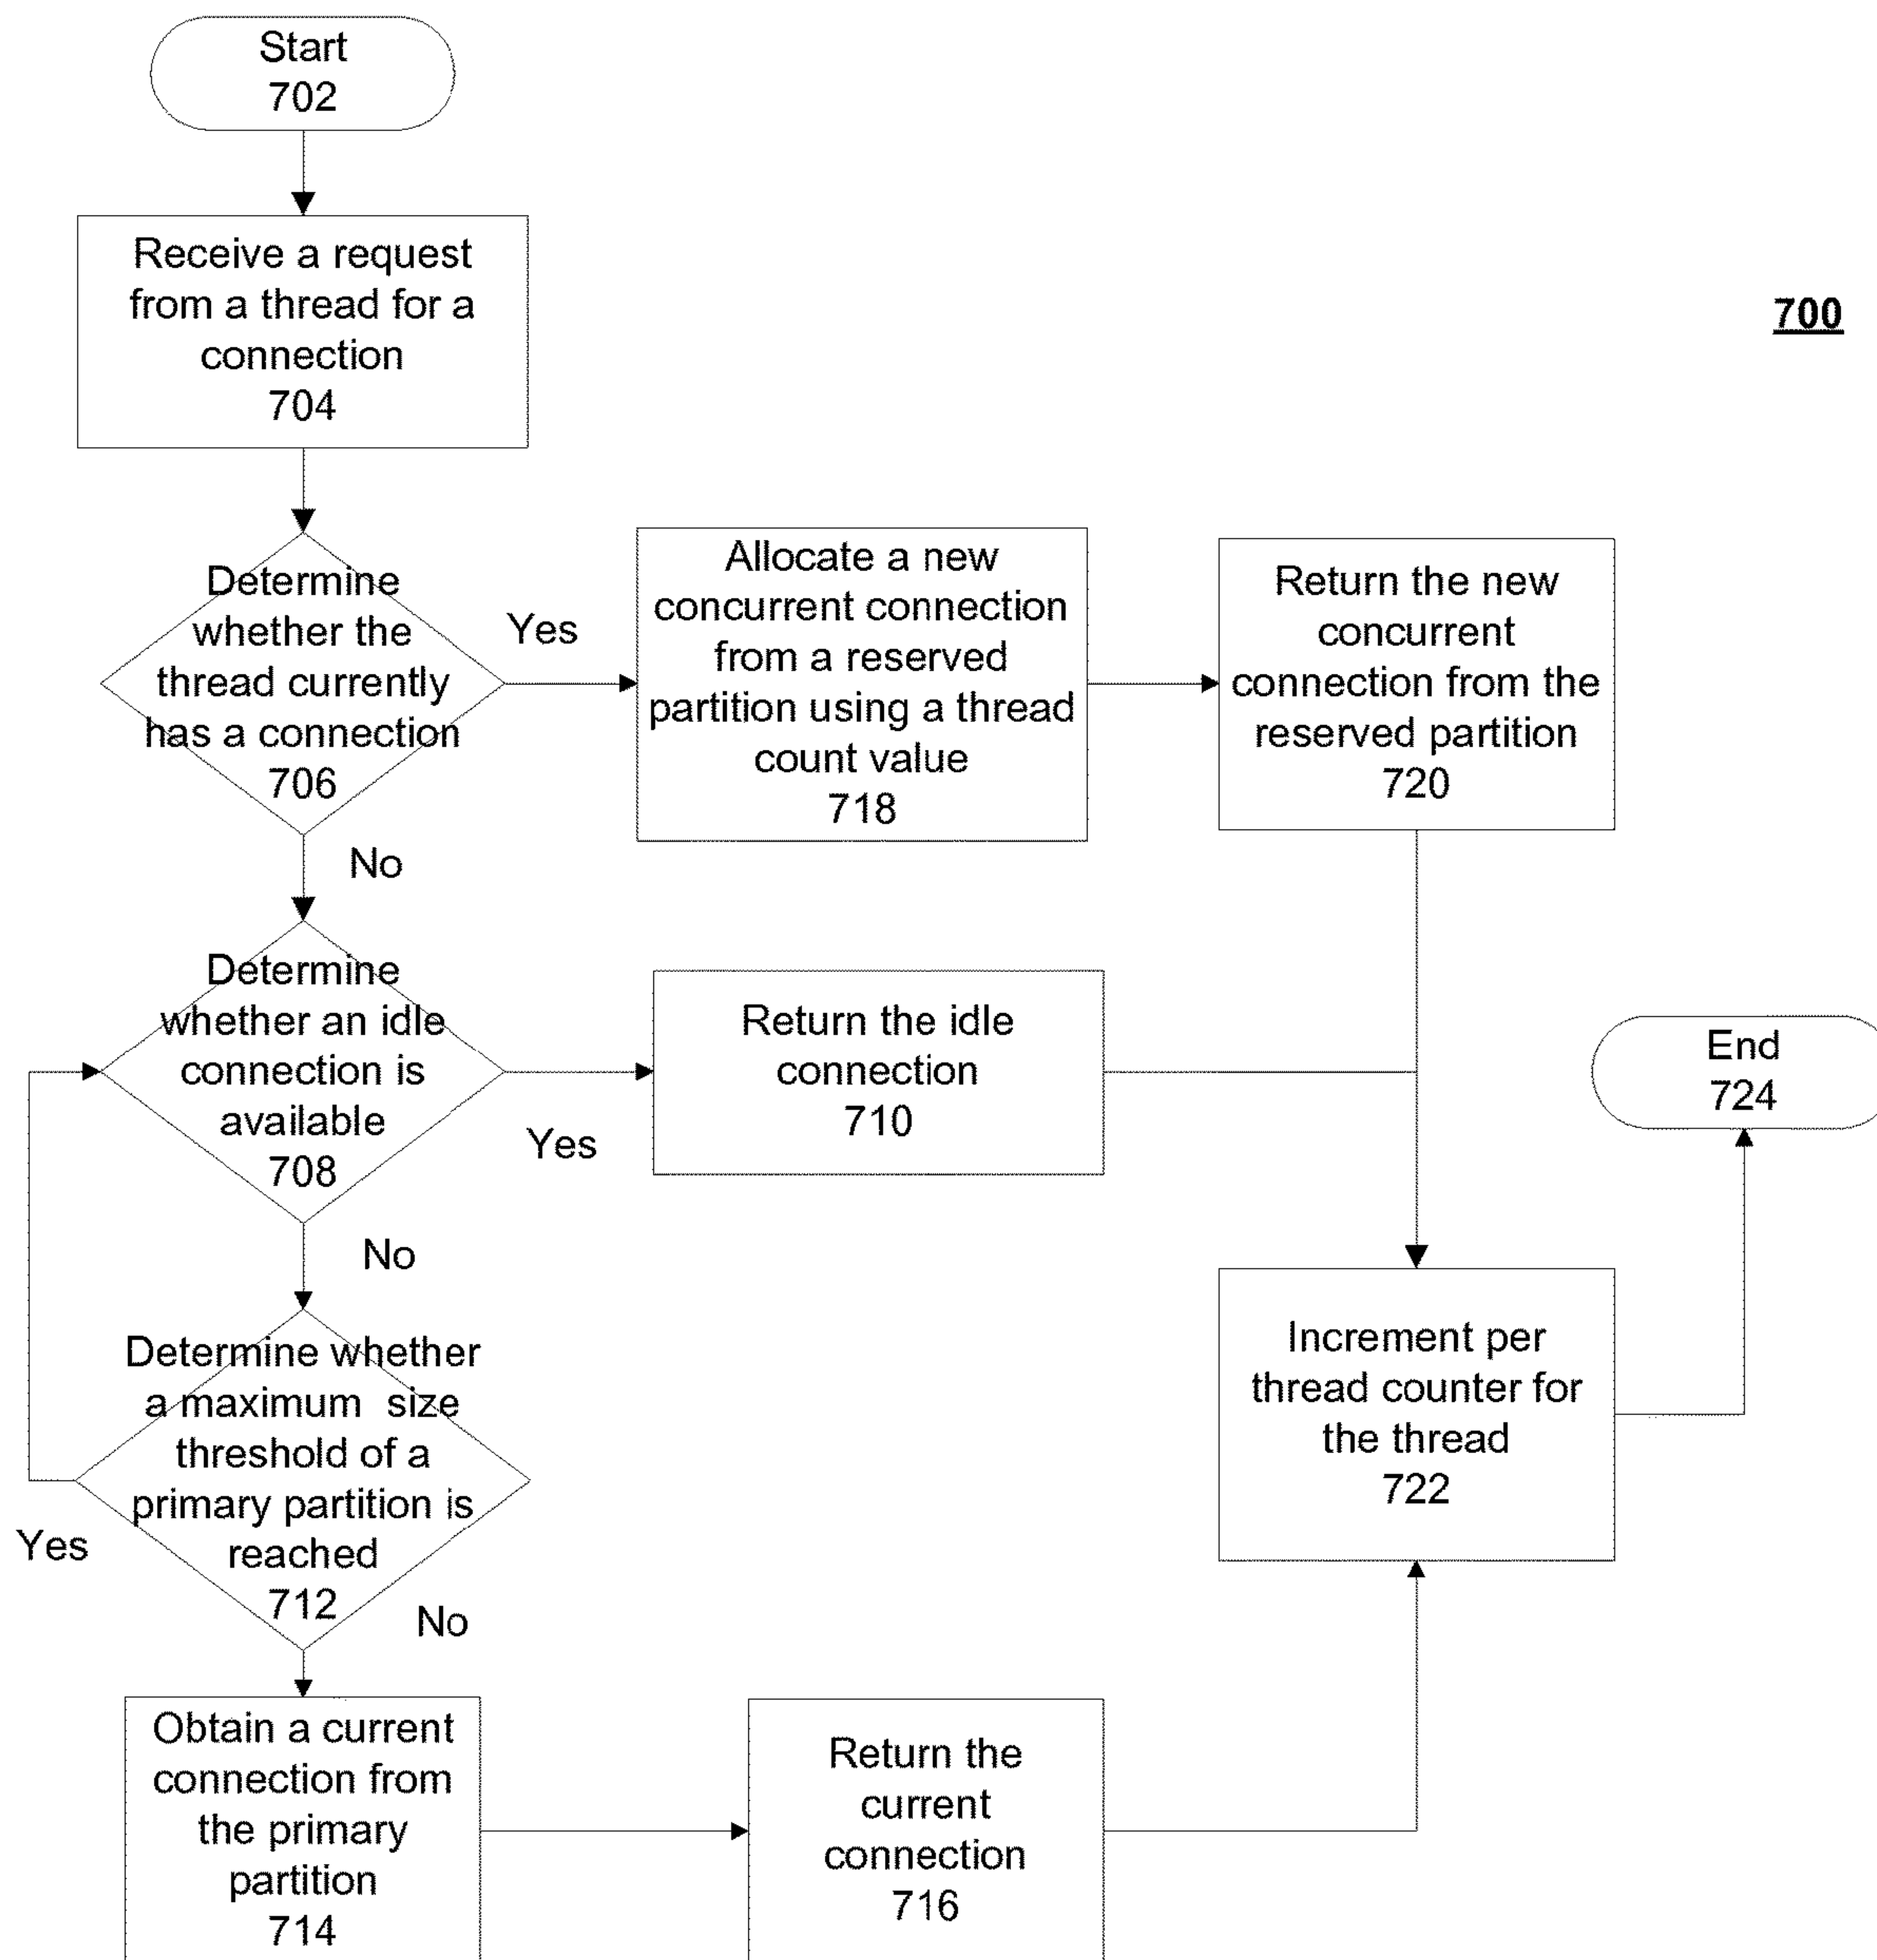 Start
702
Receive a request
from a thread for a
connection
704
700
Determine
whether the
thread currently
has a connection
706
Yes
No
Allocate a new
concurrent connection
from a reserved
partition using a thread
count value
718
Return the new
concurrent
connection from the
reserved partition
720
Determine
whether an idle
connection is
available
708
Yes
No
Return the idle
connection
710
End
724
Determine whether
a maximum size
threshold of a
primary partition is
reached
712
Yes
No
Increment per
thread counter for
the thread
722
Obtain a current
connection from
the primary
partition
714
Return the
current
connection
716